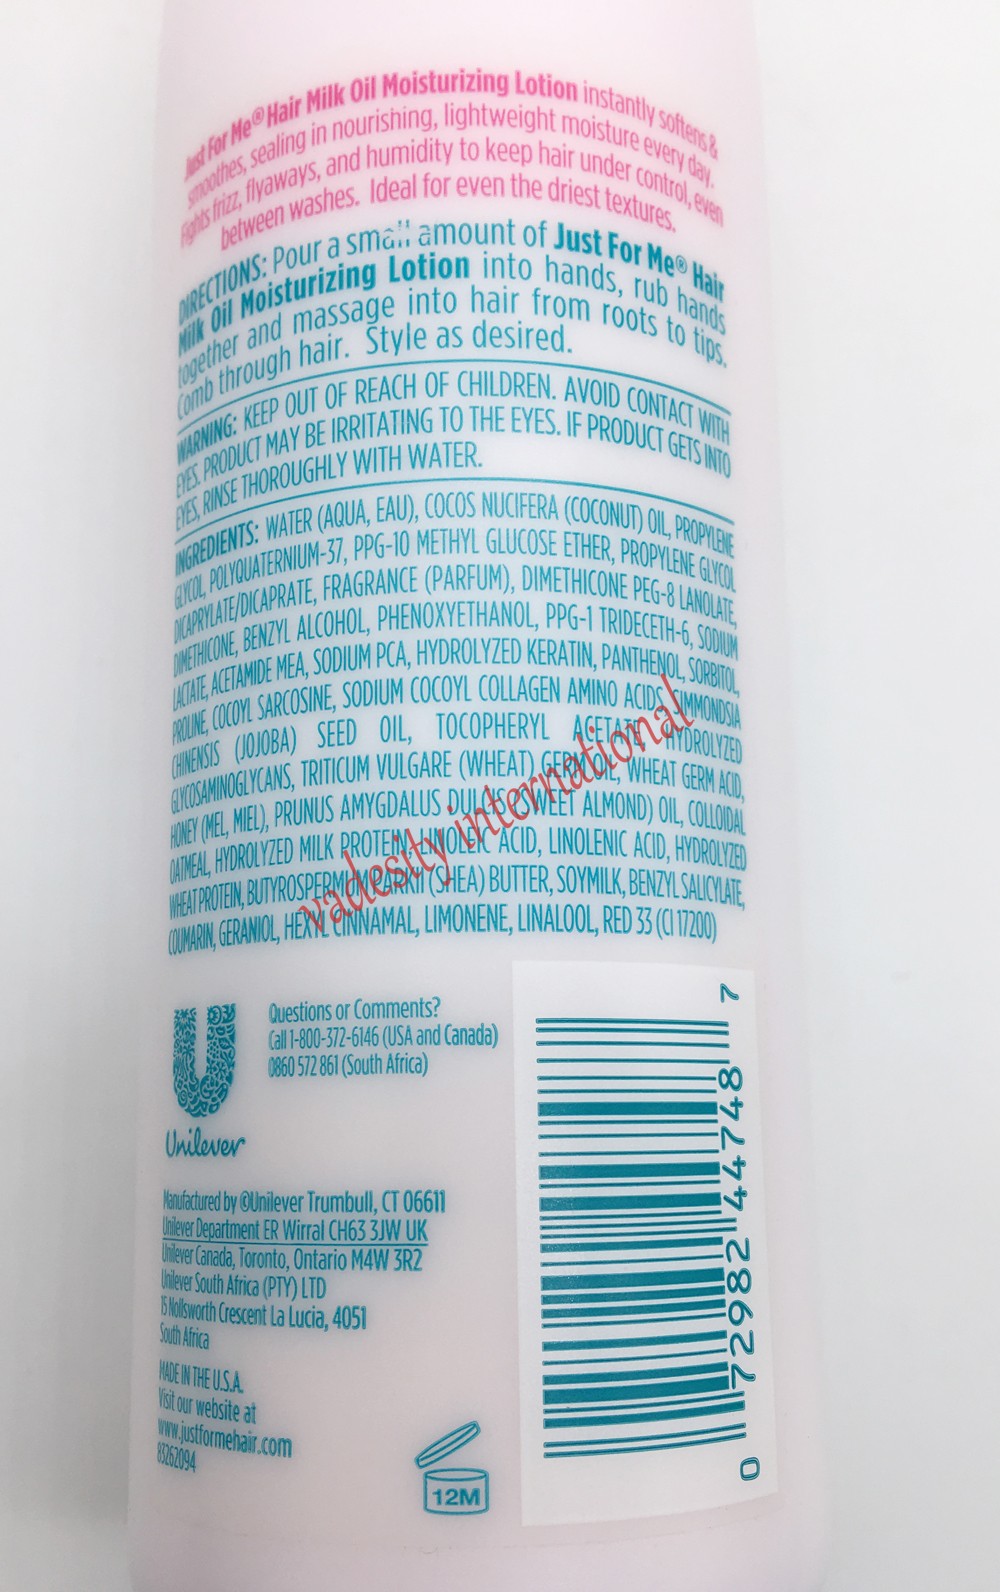 Just For Me® Hair Milk Oil Moisturizing Lotion instantly softens &
smoothes, sealing in nourishing, lightweight moisture every day.
Fights frizz, flyaways, and humidity to keep hair under control, even
between washes. Ideal for even the driest textures.
DIRECTIONS: Pour a small amount of Just For Me® Hair
Milk Oil Moisturizing Lotion into hands, rub hands
together and massage into hair from roots to tips.
Comb through hair. Style as desired.
WARNING: KEEP OUT OF REACH OF CHILDREN. AVOID CONTACT WITH
EYES. PRODUCT MAY BE IRRITATING TO THE EYES. IF PRODUCT GETS INTO
EYES, RINSE THOROUGHLY WITH WATER.
INGREDIENTS: WATER (AQUA, EAU), COCOS NUCIFERA (COCONUT) OIL, PROPYLENE
GLYCOL, POLYQUATERNIUM-37, PPG-10 METHYL GLUCOSE ETHER, PROPYLENE GLYCOL
DICAPRYLATE/DICAPRATE, FRAGRANCE (PARFUM), DIMETHICONE PEG-8 LANOLATE,
DIMETHICONE, BENZYL ALCOHOL, PHENOXYETHANOL, PPG-1 TRIDECETH-6, SODIUM
LACTATE, ACETAMIDE MEA, SODIUM PCA, HYDROLYZED KERATIN, PANTHENOL, SORBITOL,
PROLINE, COCOYL SARCOSINE, SODIUM COCOYL COLLAGEN AMINO ACIDS, SIMMONDSIA
CHINENSIS (JOJOBA) SEED OIL, TOCOPHERYL ACETATE, HYDROLYZED
GLYCOSAMINOGLYCANS, TRITICUM VULGARE (WHEAT) GERM OIL, WHEAT GERM ACID,
HONEY (MEL, MIEL), PRUNUS AMYGDALUS DULCIS (SWEET ALMOND) OIL, COLLOIDAL
OATMEAL, HYDROLYZED MILK PROTEIN, LINOLEIC ACID, LINOLENIC ACID, HYDROLYZED
WHEAT PROTEIN, BUTYROSPERMUM PARKII (SHEA) BUTTER, SOYMILK, BENZYL SALICYLATE,
COUMARIN, GERANIOL, HEXYL CINNAMAL, LIMONENE, LINALOOL, RED 33 (CI 17200)
vadesity international
Questions or Comments?
Call 1-800-372-6146 (USA and Canada)
0860 572 861 (South Africa)
Unilever
Manufactured by ©Unilever Trumbull, CT 06611
Unilever Department ER Wirral CH63 3JW UK
Unilever Canada, Toronto, Ontario M4W 3R2
Unilever South Africa (PTY) LTD
15 Nollsworth Crescent La Lucia, 4051
South Africa
MADE IN THE U.S.A.
Visit our website at
www.justformehair.com
83262094
12M
0 72982 44748 7